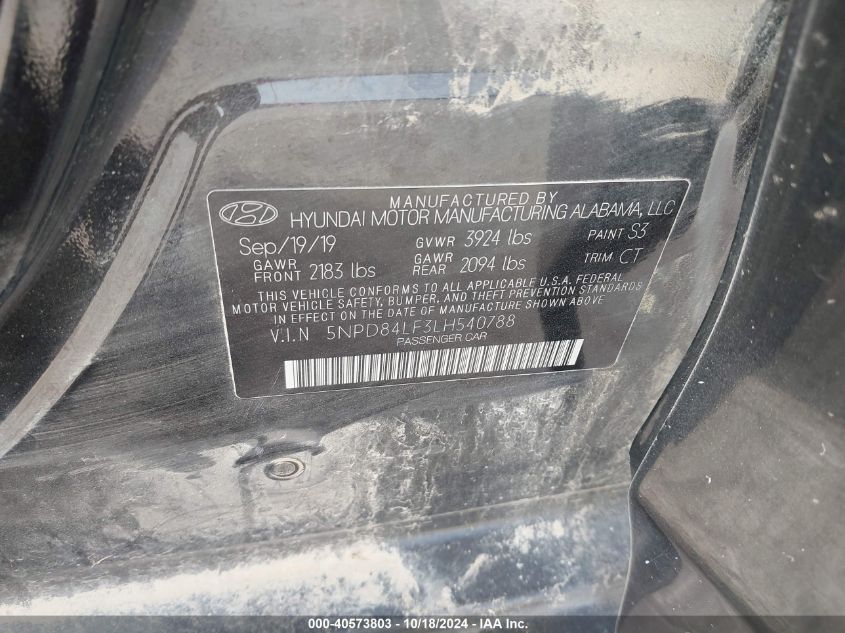 MANUFACTURED BY
HYUNDAI MOTOR MANUFACTURING ALABAMA, LLC
Sep/19/19 GVWR 3924 lbs PAINT S3
GAWR FRONT 2183 lbs GAWR REAR 2094 lbs TRIM CT
THIS VEHICLE CONFORMS TO ALL APPLICABLE U.S.A. FEDERAL
MOTOR VEHICLE SAFETY, BUMPER, AND THEFT PREVENTION STANDARDS
IN EFFECT ON THE DATE OF MANUFACTURE SHOWN ABOVE
V.I.N 5NPD84LF3LH540788
PASSENGER CAR
000-40573803 - 10/18/2024 - IAA Inc.